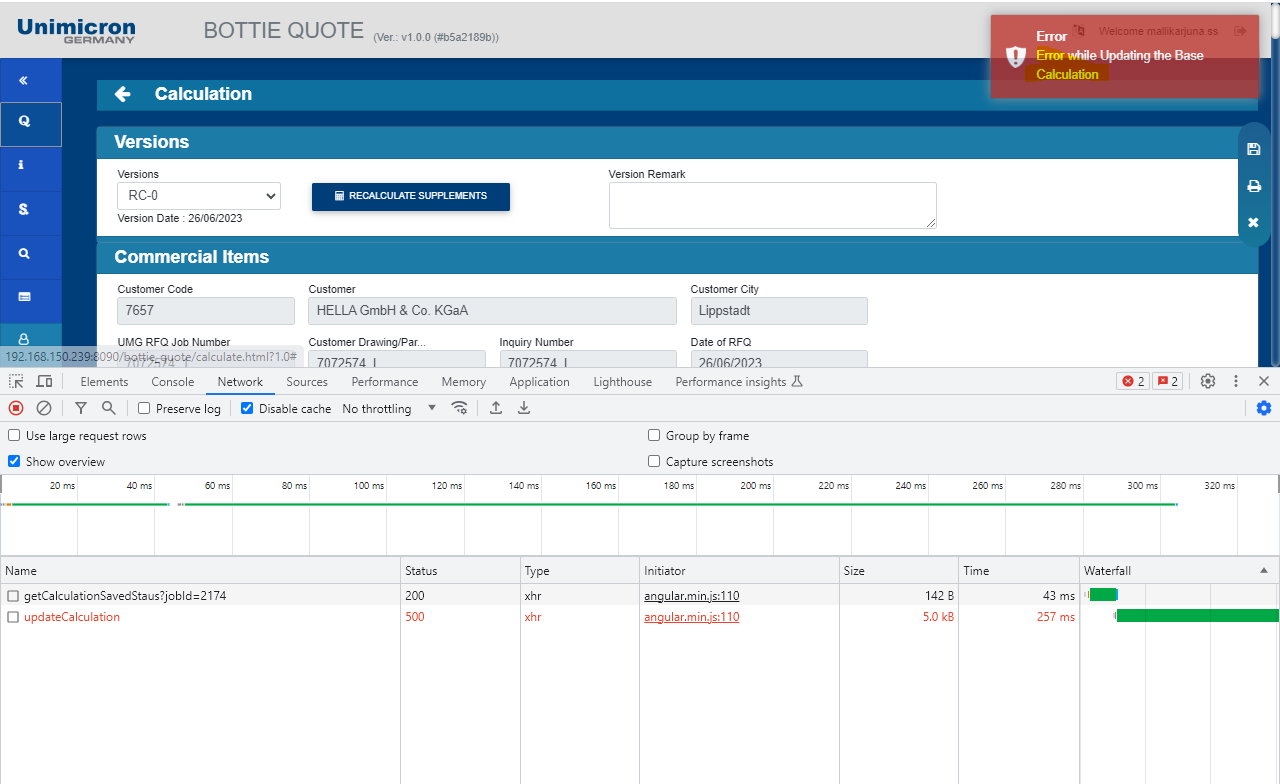 Unimicron
GERMANY
BOTTIE QUOTE (Ver.: v1.0.0 (#b5a2189b))
Welcome mallikarjuna.ss
Error
Error while Updating the Base
Calculation
Calculation
Versions
Versions
Version Remark
RC-0
RECALCULATE SUPPLEMENTS
Version Date : 26/06/2023
Commercial Items
Customer Code
Customer
Customer City
7657
HELLA GmbH & Co. KGaA
Lippstadt
UMG RFQ Job Number
Customer Drawing/Par...
Inquiry Number
Date of RFQ
192.168.150.239:8090/bottie-quote/calculate.html?1.0#
7072574_I
7072574_I
7072574_I
26/06/2023
Elements
Console
Network
Sources
Performance
Memory
Application
Lighthouse
Performance insights
2
2
Preserve log
Disable cache
No throttling
Use large request rows
Group by frame
Show overview
Capture screenshots
20 ms
40 ms
60 ms
80 ms
100 ms
120 ms
140 ms
160 ms
180 ms
200 ms
220 ms
240 ms
260 ms
280 ms
300 ms
320 ms
Name
Status
Type
Initiator
Size
Time
Waterfall
getCalculationSavedStaus?jobId=2174
200
xhr
angular.min.js:110
142 B
43 ms
updateCalculation
500
xhr
angular.min.js:110
5.0 kB
257 ms